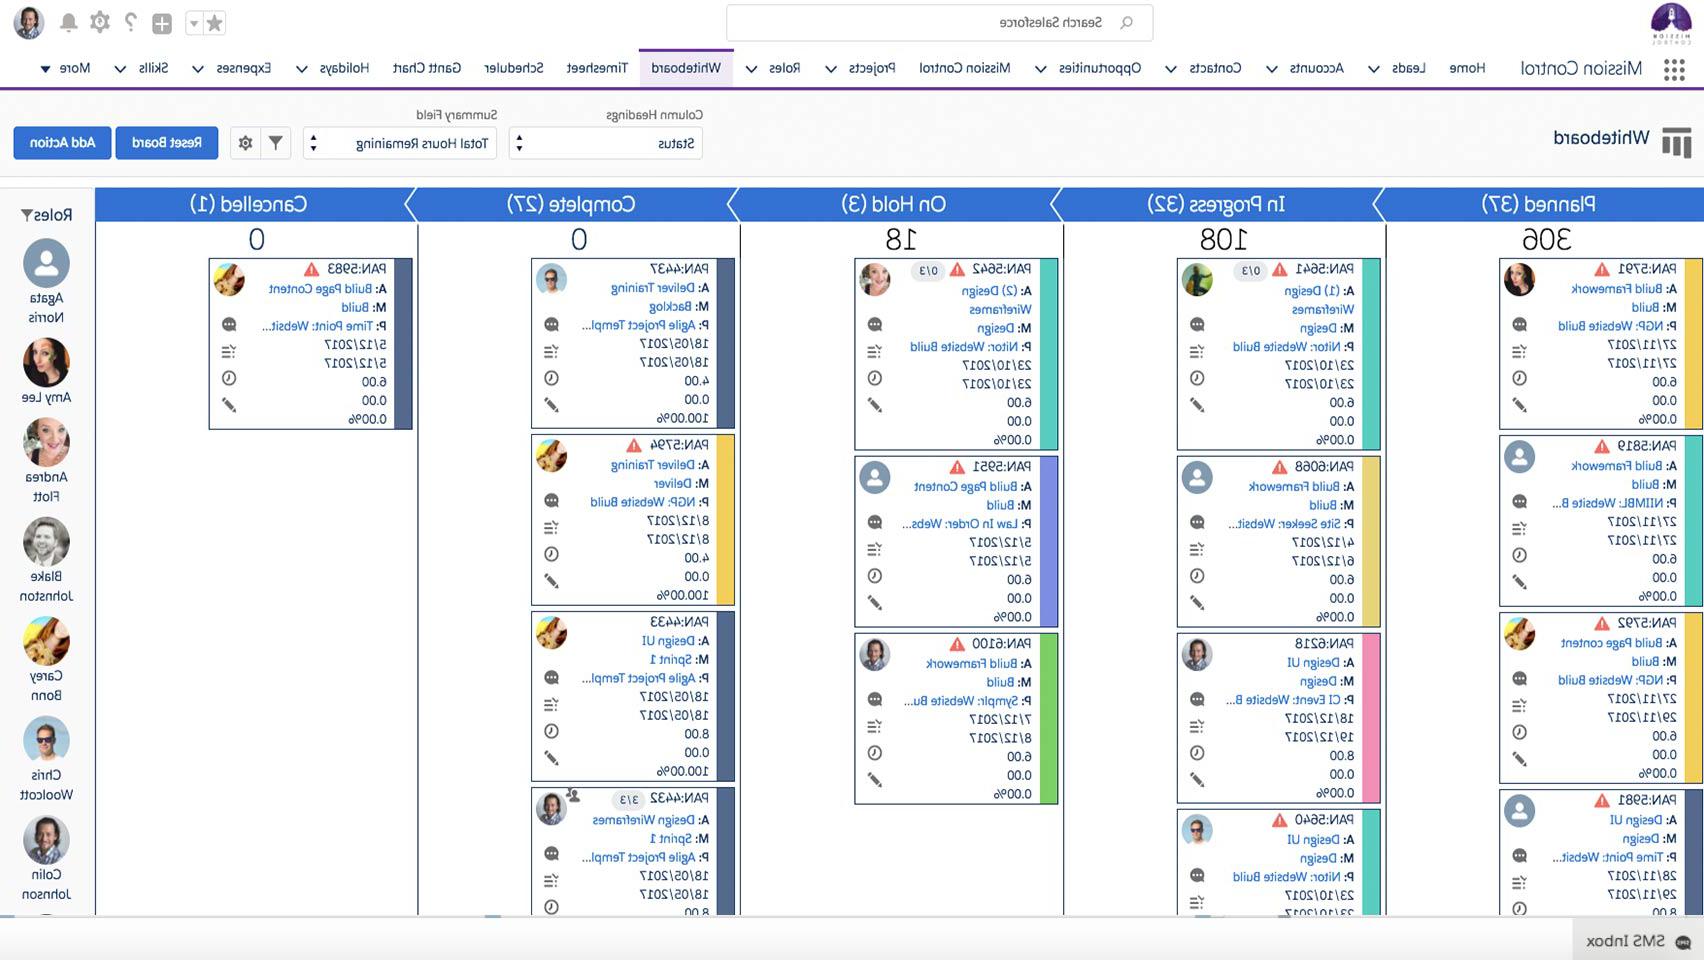 MISSION
CONTROL
Search Salesforce
Mission Control
Home
Leads
Accounts
Contacts
Opportunities
Mission Control
Projects
Roles
Whiteboard
Timesheet
Scheduler
Gantt Chart
Holidays
Expenses
Skills
More
Whiteboard
Column Headings
Status
Summary Field
Total Hours Remaining
Reset Board
Add Action
Planned (37)
306
PAN:5791
A: Build Framework
M: Build
P: NGP: Website Build
27/11/2017
27/11/2017
6.00
0.00
0.00%
PAN:5819
A: Build Framework
M: Build
P: NIIMBL: Website B...
27/11/2017
27/11/2017
6.00
0.00
0.00%
PAN:5792
A: Build Page content
M: Build
P: NGP: Website Build
27/11/2017
29/11/2017
6.00
0.00
0.00%
PAN:5981
A: Design UI
M: Design
P: Time Point: Websit...
28/11/2017
29/11/2017
8.00
In Progress (32)
108
PAN:5641
0/3
A: (1) Design
Wireframes
M: Design
P: Nitor: Website Build
23/10/2017
23/10/2017
6.00
0.00
0.00%
PAN:6068
A: Build Framework
M: Build
P: Site Seeker: Websit...
4/12/2017
6/12/2017
6.00
0.00
0.00%
PAN:6218
A: Design UI
M: Design
P: CI Event: Website B...
18/12/2017
19/12/2017
8.00
0.00
0.00%
PAN:5640
A: Design UI
M: Design
P: Nitor: Website Build
23/10/2017
23/10/2017
On Hold (3)
18
PAN:5642
0/3
A: (2) Design
Wireframes
M: Design
P: Nitor: Website Build
23/10/2017
23/10/2017
6.00
0.00
0.00%
PAN:5951
A: Build Page Content
M: Build
P: Law In Order: Webs...
5/12/2017
5/12/2017
6.00
0.00
0.00%
PAN:6100
A: Build Framework
M: Build
P: Symplr: Website Bu...
7/12/2017
8/12/2017
6.00
0.00
0.00%
Complete (27)
0
PAN:4437
A: Deliver Training
M: Backlog
P: Agile Project Templ...
18/05/2017
18/05/2017
4.00
0.00
100.00%
PAN:5794
A: Deliver Training
M: Deliver
P: NGP: Website Build
8/12/2017
8/12/2017
4.00
0.00
100.00%
PAN:4433
A: Design UI
M: Sprint 1
P: Agile Project Templ...
18/05/2017
18/05/2017
8.00
0.00
100.00%
PAN:4432
3/3
A: Design Wireframes
M: Sprint 1
P: Agile Project Templ...
18/05/2017
18/05/2017
8.00
Cancelled (1)
0
PAN:5983
A: Build Page Content
M: Build
P: Time Point: Websit...
5/12/2017
5/12/2017
6.00
0.00
0.00%
Roles
Agata
Norris
Amy Lee
Andrea
Flott
Blake
Johnston
Carey
Bonn
Chris
Woolcott
Colin
Johnson
SMS Inbox